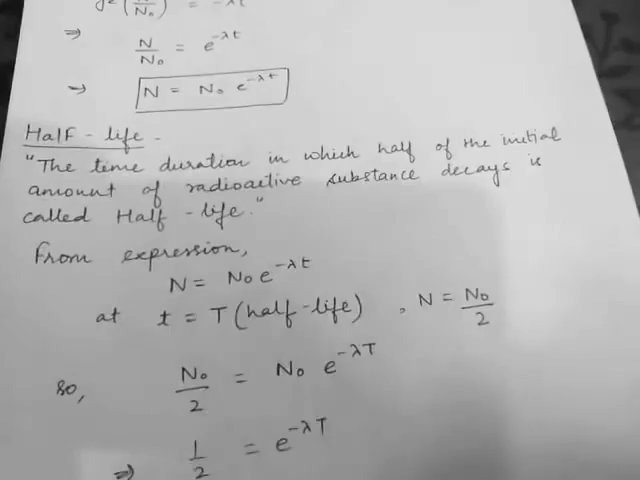 (N/N₀) = -λt
⇒ N/N₀ = e^{-λt}
→ N = N₀ e^{-λt}
Half - life -
"The time duration in which half of the initial
amount of radioactive substance decays is
called Half - life."
From expression,
N = N₀ e^{-λt}
at t = T (half-life) , N = N₀/2
so, N₀/2 = N₀ e^{-λT}
⇒ 1/2 = e^{-λT}